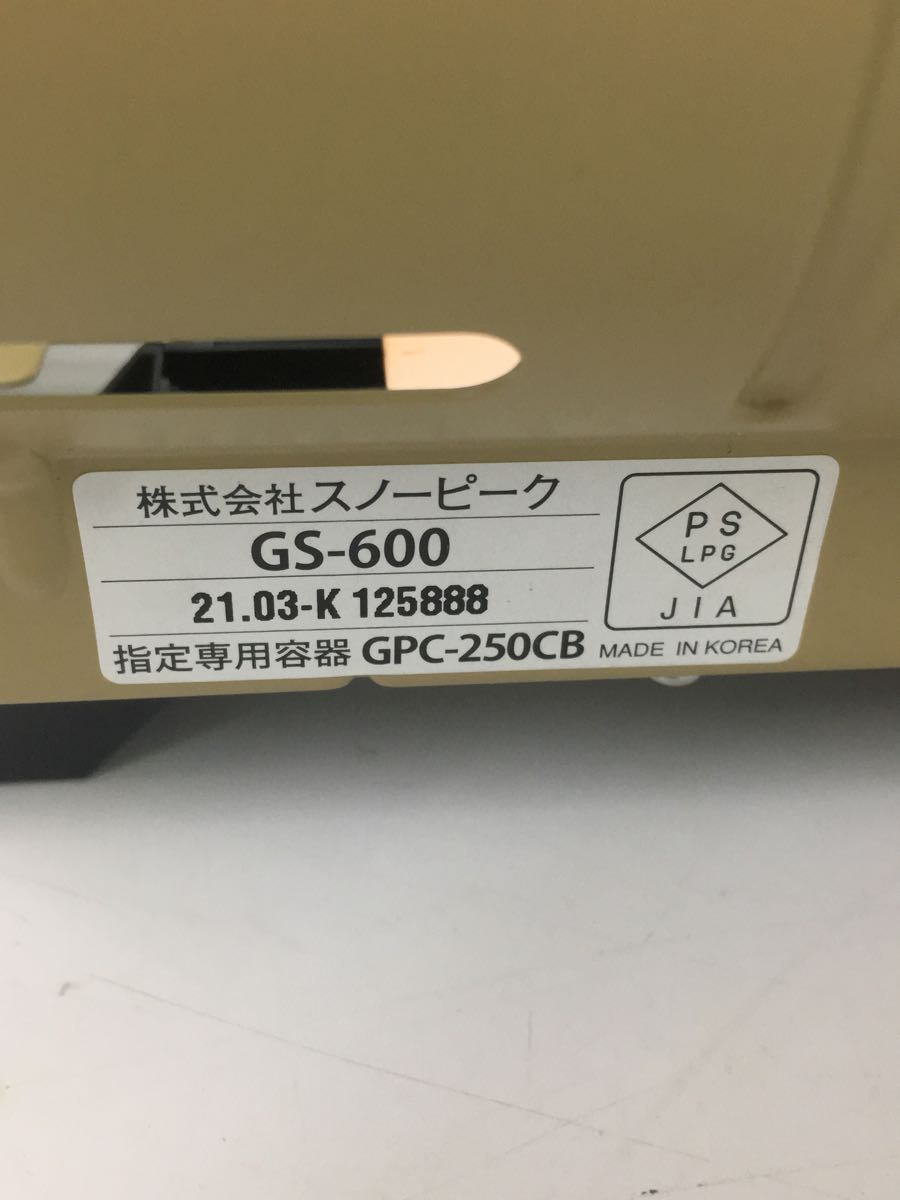 株式会社スノーピーク
GS-600
21.03-K 125888
指定専用容器 GPC-250CB
PS
LPG
JIA
MADE IN KOREA